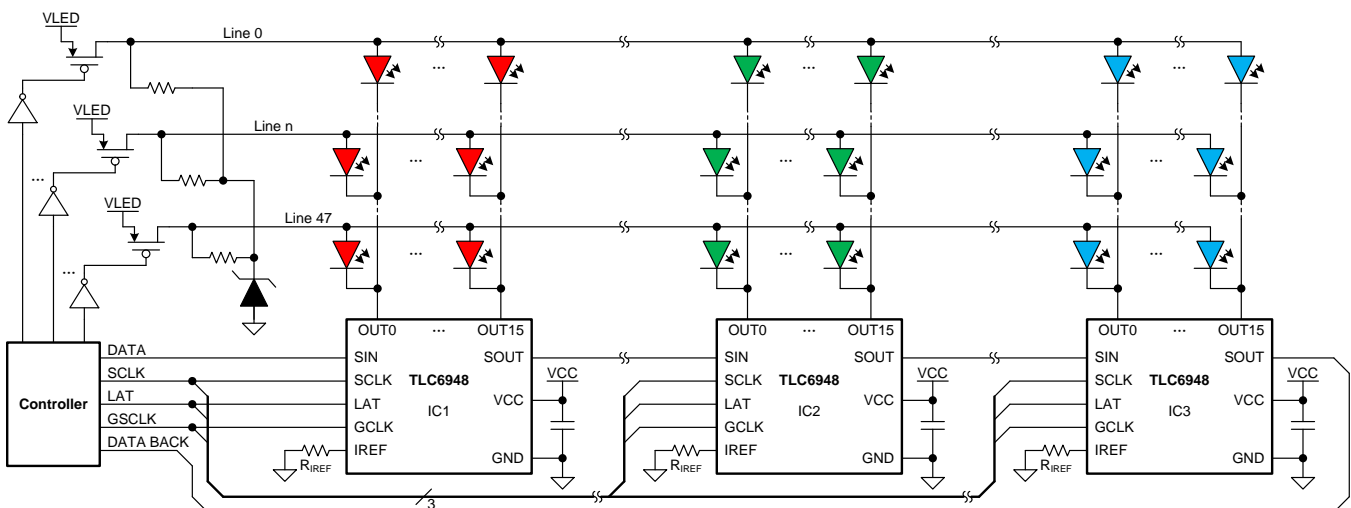 VLED
Line 0
...
...
...
VLED
Line n
...
...
...
...
VLED
Line 47
...
...
...
...
OUT0 ... OUT15
OUT0 ... OUT15
OUT0 ... OUT15
Controller
DATA
SCLK
LAT
GSCLK
DATA BACK
3
SIN
SCLK
LAT
GCLK
IREF
RIREF
TLC6948
IC1
SOUT
VCC
GND
VCC
SIN
SCLK
LAT
GCLK
IREF
RIREF
TLC6948
IC2
SOUT
VCC
GND
VCC
SIN
SCLK
LAT
GCLK
IREF
RIREF
TLC6948
IC3
SOUT
VCC
GND
VCC